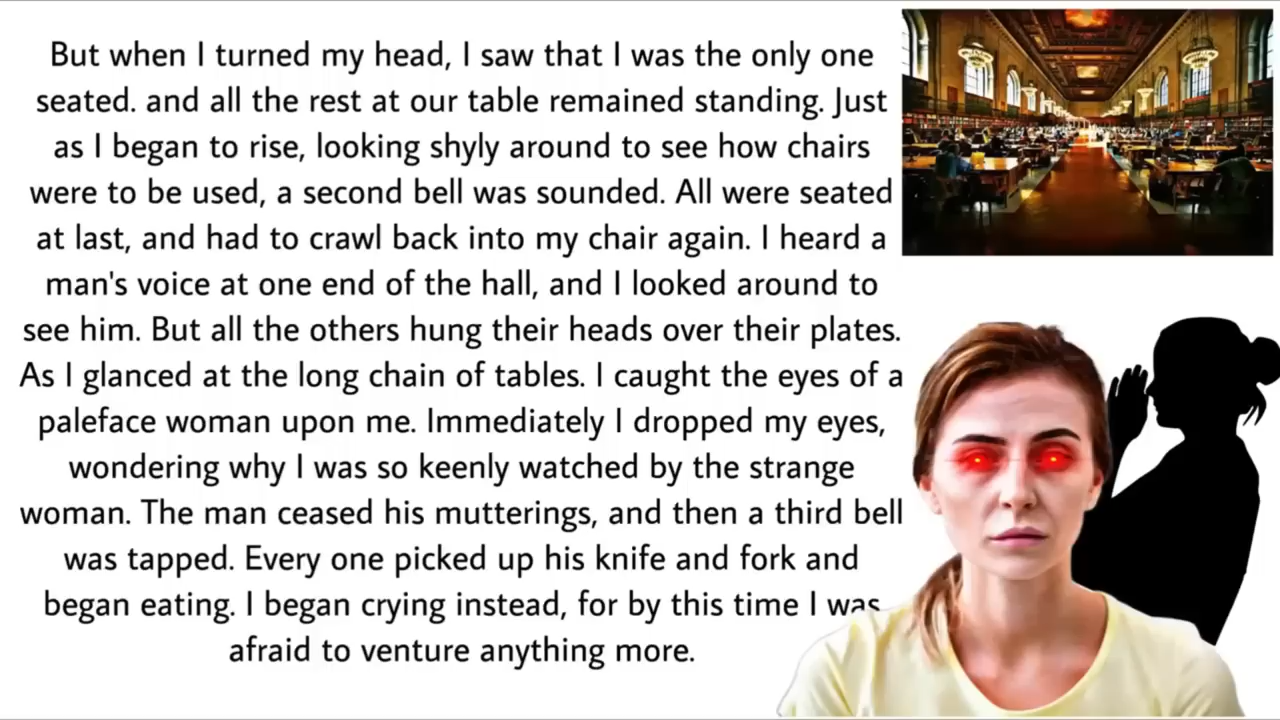 But when I turned my head, I saw that I was the only one
seated. and all the rest at our table remained standing. Just
as I began to rise, looking shyly around to see how chairs
were to be used, a second bell was sounded. All were seated
at last, and had to crawl back into my chair again. I heard a
man's voice at one end of the hall, and I looked around to
see him. But all the others hung their heads over their plates.
As I glanced at the long chain of tables. I caught the eyes of a
paleface woman upon me. Immediately I dropped my eyes,
wondering why I was so keenly watched by the strange
woman. The man ceased his mutterings, and then a third bell
was tapped. Every one picked up his knife and fork and
began eating. I began crying instead, for by this time I was
afraid to venture anything more.